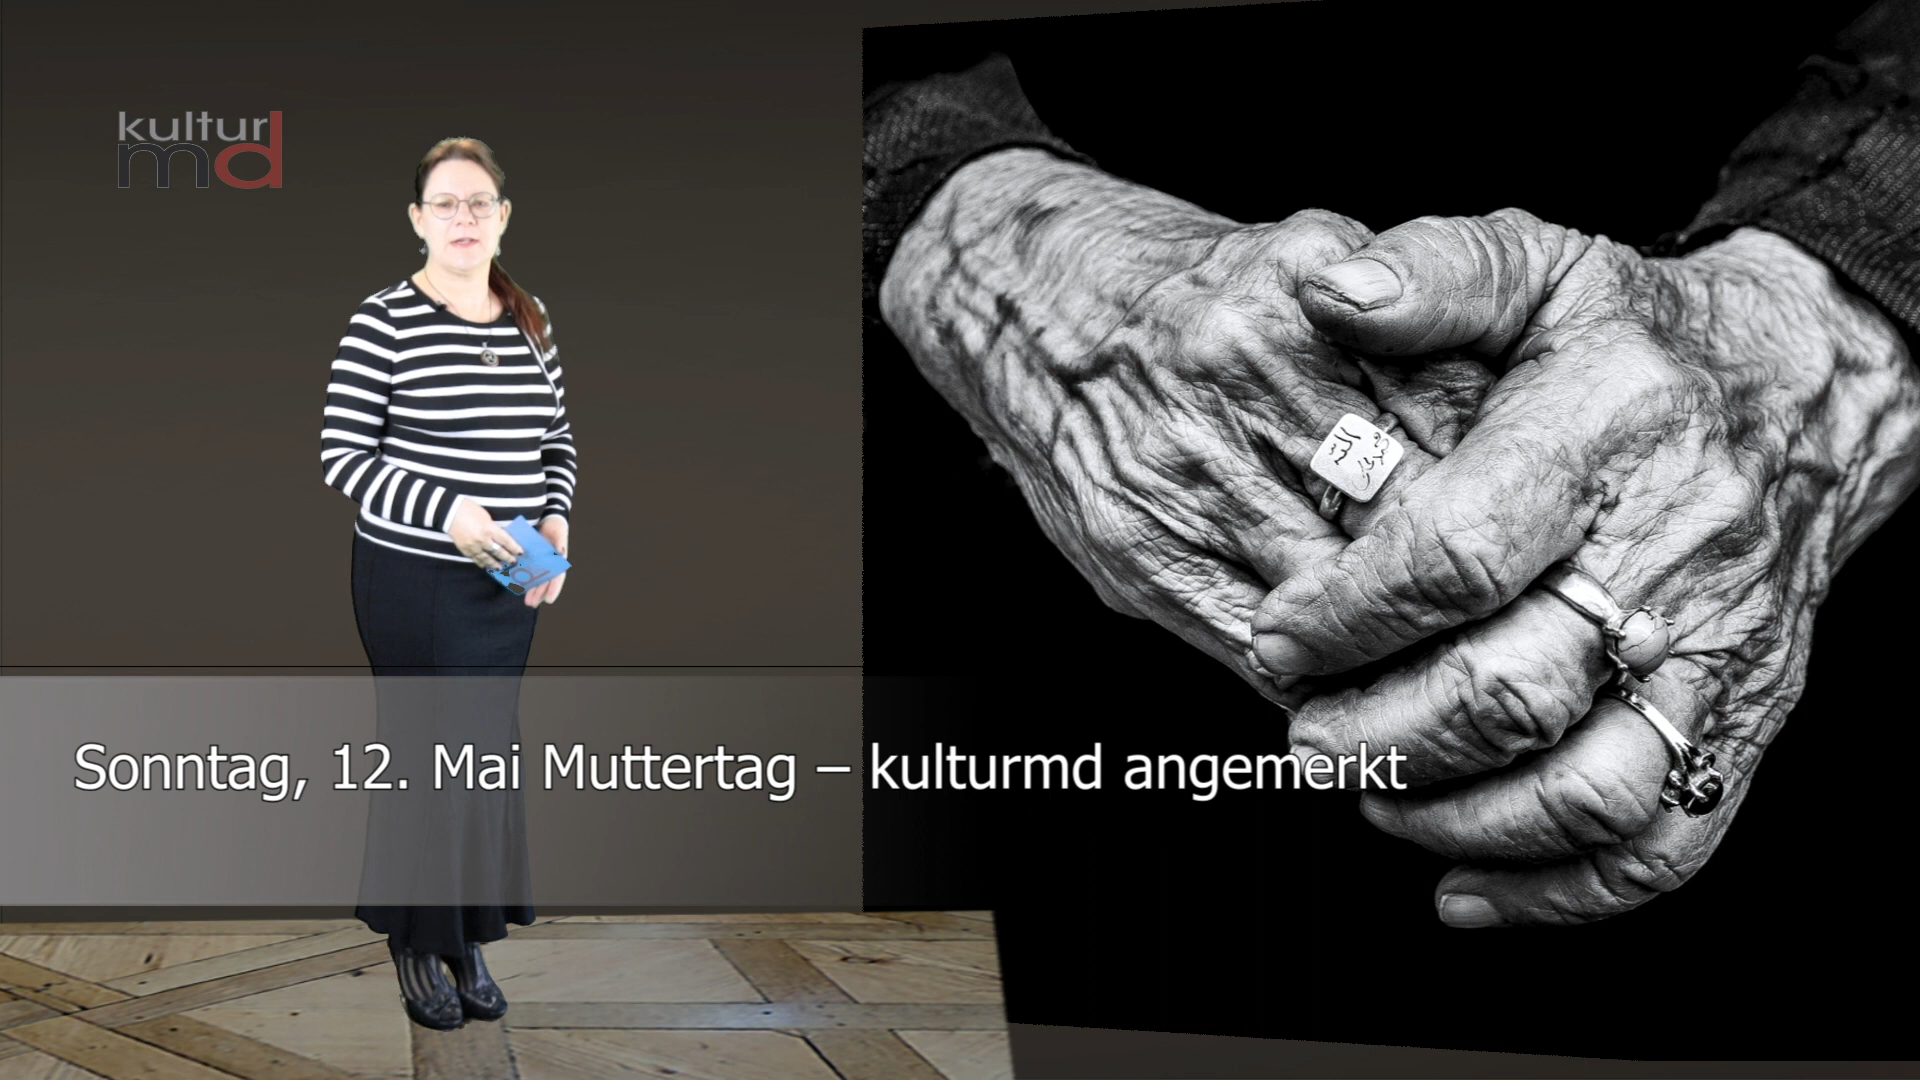 kultur
md
Sonntag, 12. Mai Muttertag – kulturmd angemerkt